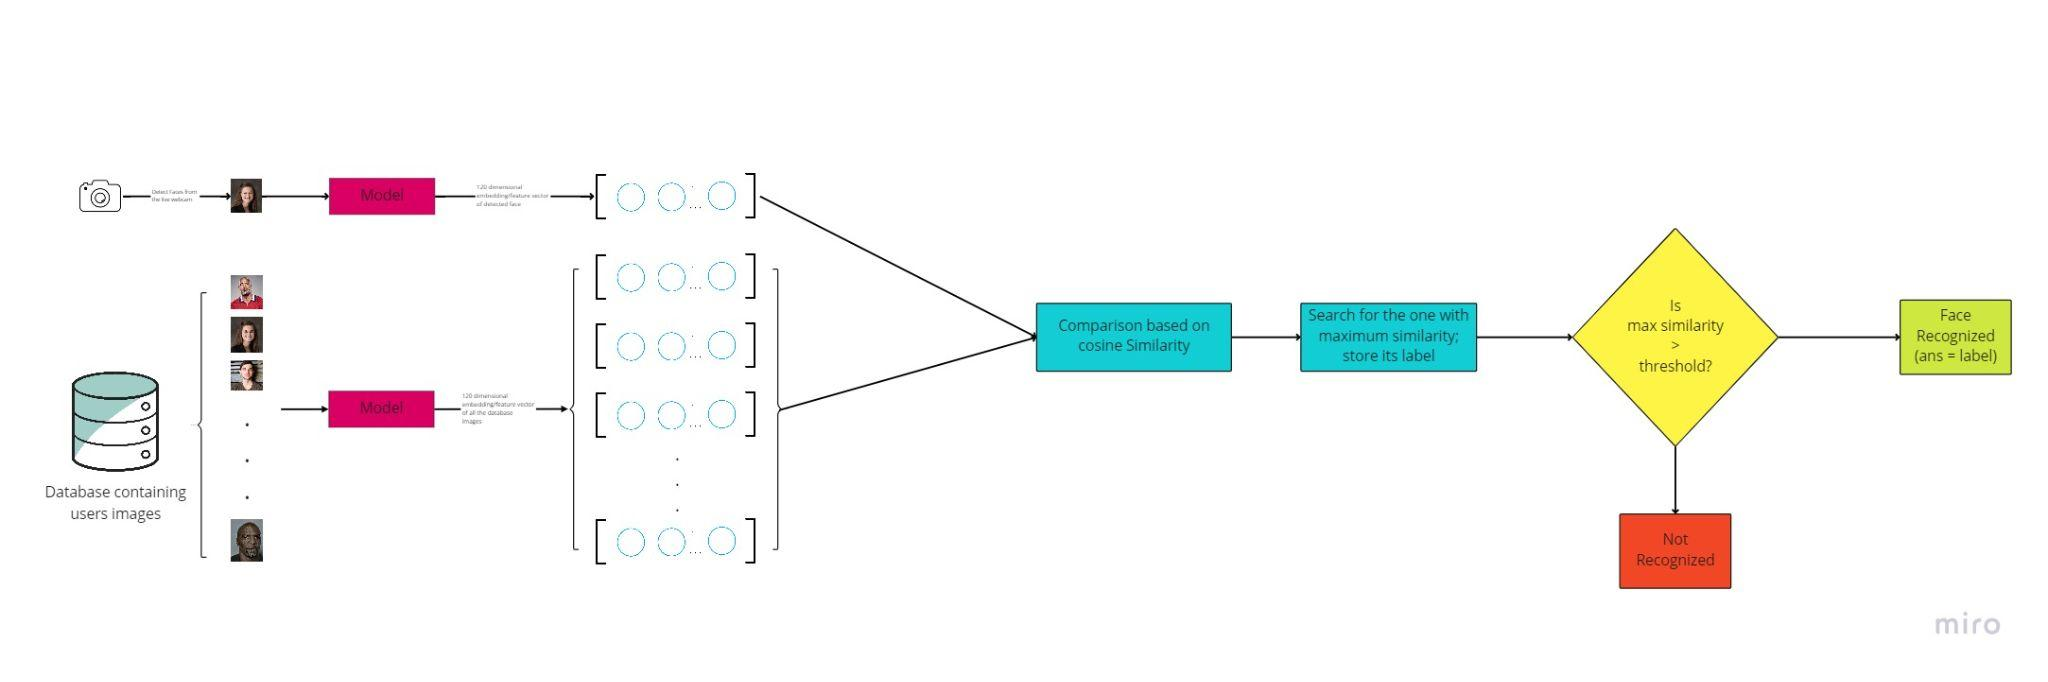 Detect Faces from
the live webcam
Model
120 dimensional
embedding/feature vector
of detected face
Database containing
users images
Model
120 dimensional
embedding/feature vector
of all the database
images
Comparison based on
cosine Similarity
Search for the one with
maximum similarity;
store its label
Is
max similarity
>
threshold?
Face
Recognized
(ans = label)
Not
Recognized
miro